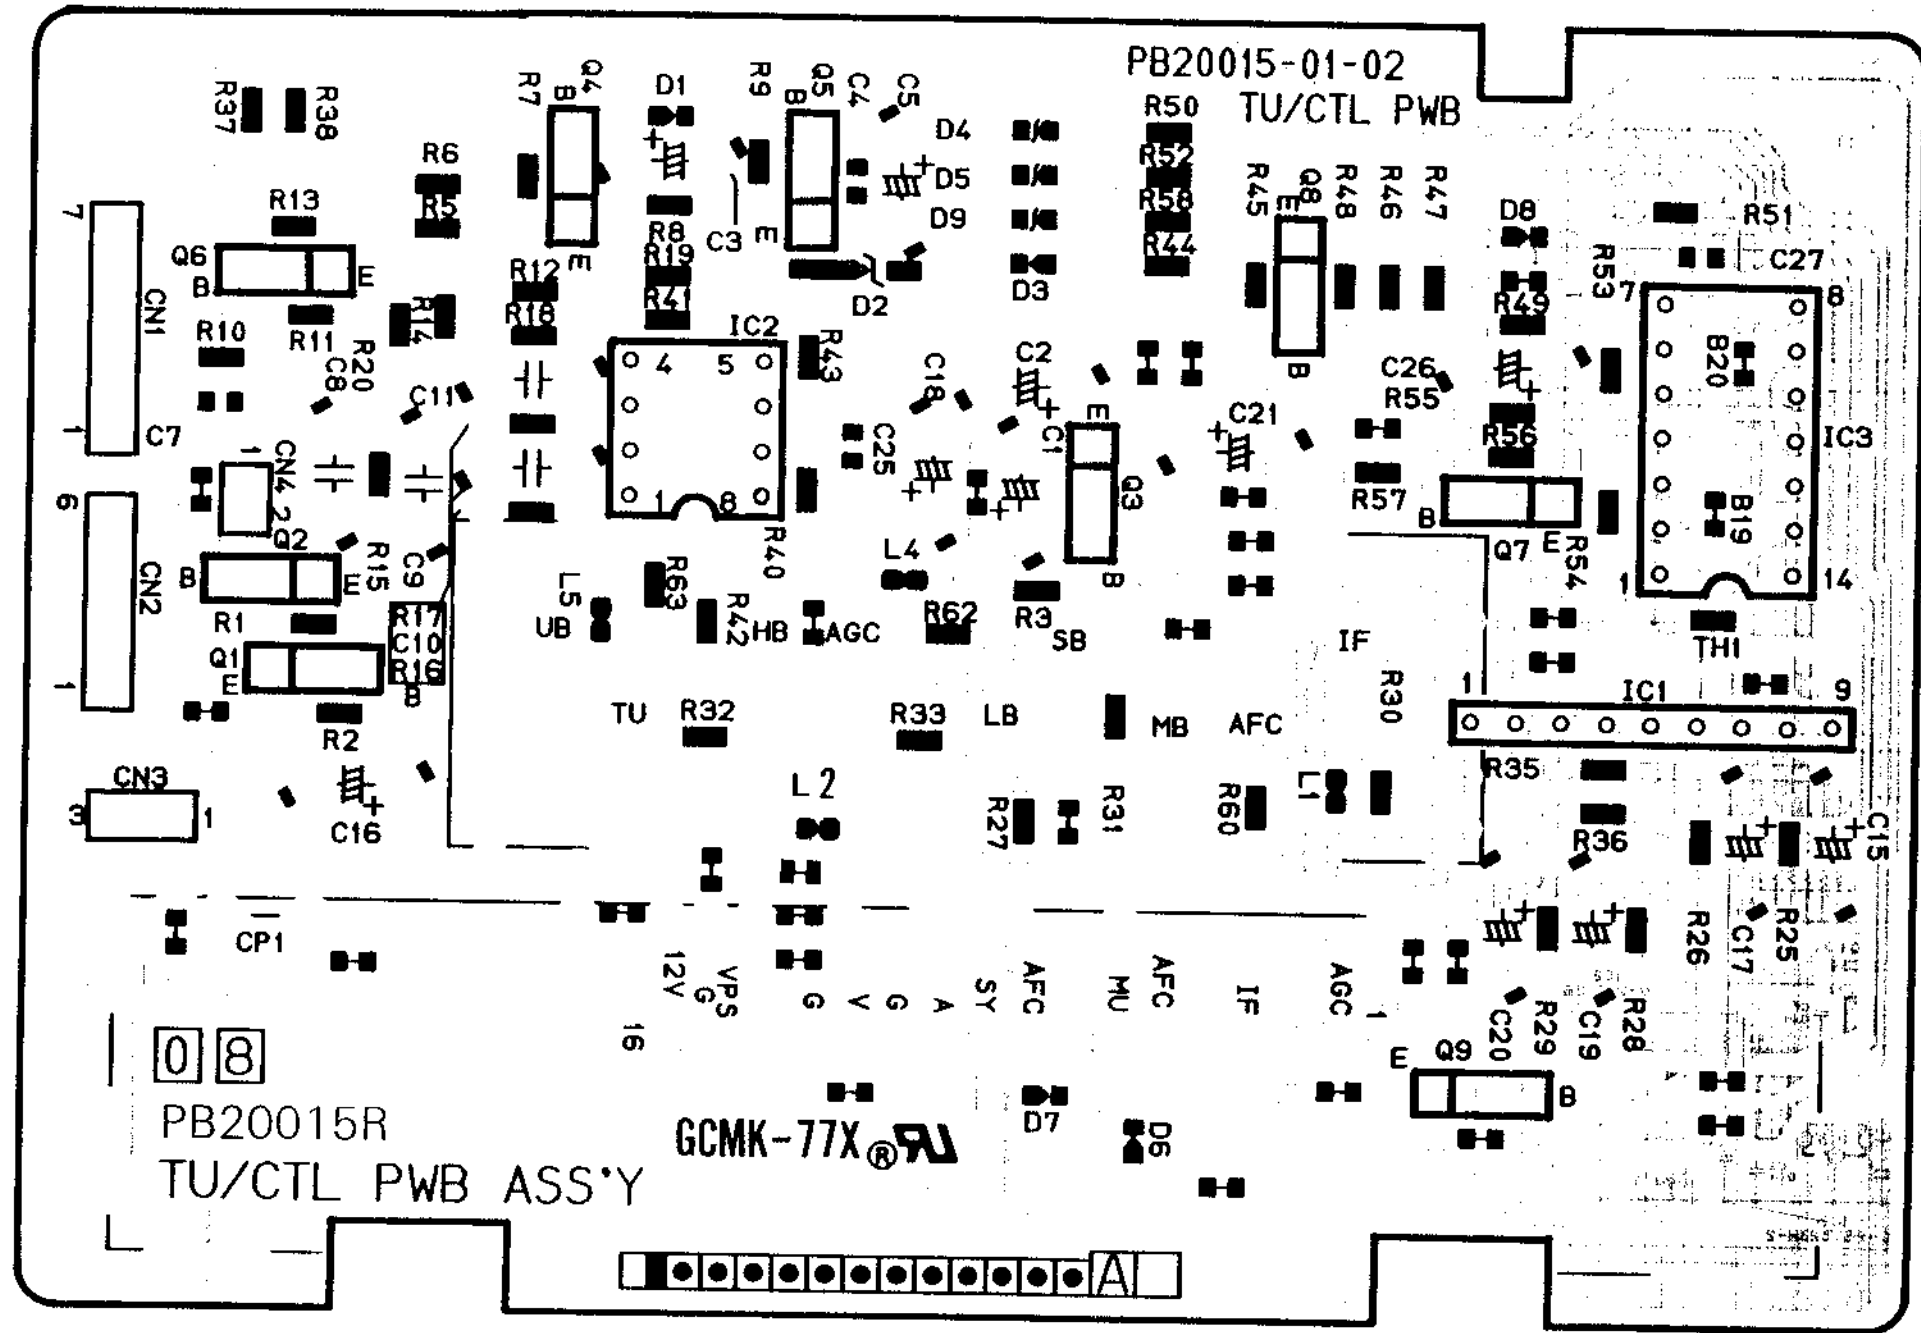 PB20015-01-02
TU/CTL PWB
R37
R38
R7
B
Q4
D1
+
R9
B
Q5
C4
C5
D4
R50
R6
R52
+
D5
R45
E
Q8
R48
R46
R47
R5
R58
D8
R51
7
R13
R8
C3
E
D9
R44
R53
C27
Q6
B
E
E
R12
R19
D2
D3
R49
7
8
CN1
R14
R18
R41
IC2
R10
R11
R20
4
5
R43
C18
C2
B
C26
B20
C8
C11
+
E
C21
R55
+
1
C7
1
CN4
2
C25
C1
+
R56
IC3
6
1
8
+
+
Q3
R57
B
B19
Q2
R40
Q7
E
R54
CN2
B
E
R15
C9
L5
R63
L4
B
1
14
R1
R17
C10
R16
UB
R42
HB
AGC
R62
R3
SB
IF
TH1
Q1
E
B
1
R30
1
IC1
9
R2
TU
R32
R33
LB
MB
AFC
CN3
R35
3
1
+
C16
L2
R27
R31
R60
L1
R36
+
+
C15
+
+
CP1
12V
G
VPS
G
V
G
A
SY
AFC
MU
AFC
IF
AGC
1
R26
C17
R25
16
C20
R29
C19
R28
08
E
Q9
B
PB20015R
GCMK-77X® RU
D7
D6
TU/CTL PWB ASS'Y
A